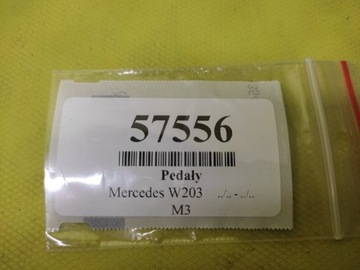 57556
Pedały
Mercedes W203 ../.. - ../..
M3